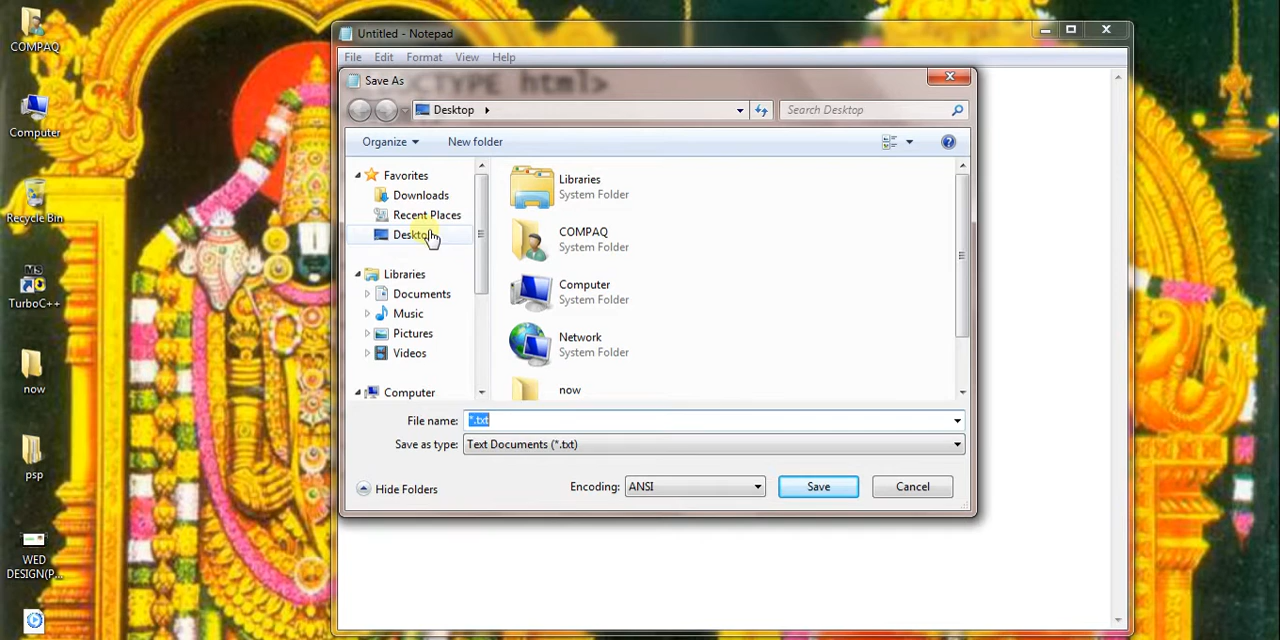 COMPAQ
Computer
Recycle Bin
MS
TurboC++
now
psp
WED
DESIGN(P...
Untitled - Notepad
File Edit Format View Help
CTYPE html>
Save As
Desktop
Search Desktop
Organize New folder
Favorites
Downloads
Recent Places
Desktop
Libraries
Documents
Music
Pictures
Videos
Computer
Libraries
System Folder
COMPAQ
System Folder
Computer
System Folder
Network
System Folder
now
File name: *.txt
Save as type: Text Documents (*.txt)
Hide Folders Encoding: ANSI Save Cancel